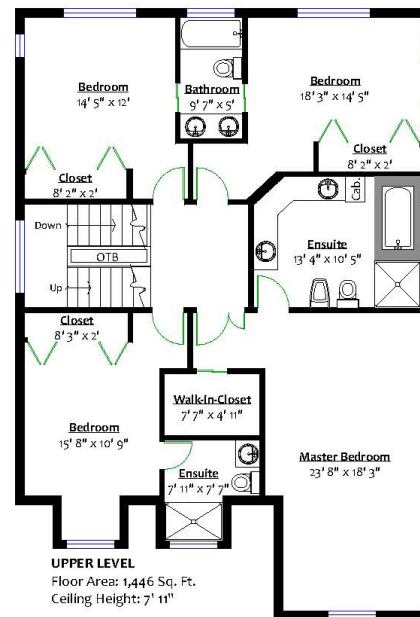 Bedroom
14' 5" x 12'
Bathroom
9' 7" x 5'
Bedroom
18' 3" x 14' 5"
Closet
8' 2" x 2'
Closet
8' 2" x 2'
Cab.
Down
OTB
Up
Ensuite
13' 4" x 10' 5"
Closet
8' 3" x 2'
Walk-In-Closet
7' 7" x 4' 11"
Bedroom
15' 8" x 10' 9"
Ensuite
7' 11" x 7' 7"
Master Bedroom
23' 8" x 18' 3"
UPPER LEVEL
Floor Area: 1,446 Sq. Ft.
Ceiling Height: 7' 11"